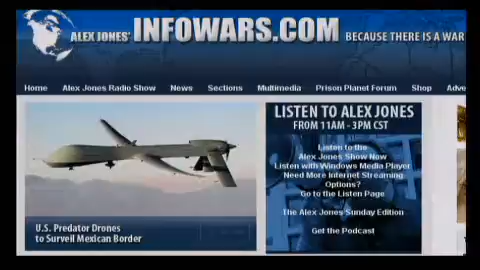 ALEX JONES' INFOWARS.COM BECAUSE THERE IS A WAR
Home Alex Jones Radio Show News Sections Multimedia Prison Planet Forum Shop Adve
LISTEN TO ALEX JONES
FROM 11AM - 3PM CST
Listen to the
Alex Jones Show Now
Listen with Windows Media Player
Need More Internet Streaming
Options?
Go to the Listen Page
The Alex Jones Sunday Edition
Get the Podcast
U.S. Predator Drones
to Surveil Mexican Border